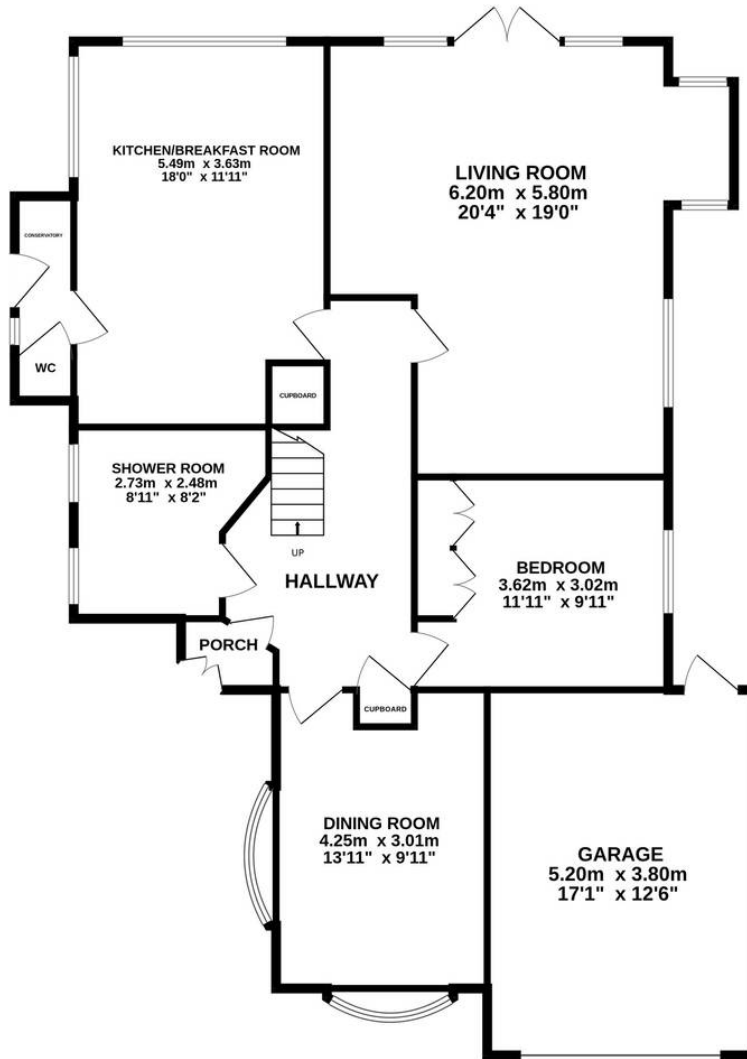 KITCHEN/BREAKFAST ROOM
5.49m x 3.63m
18'0" x 11'11"
LIVING ROOM
6.20m x 5.80m
20'4" x 19'0"
CONSERVATORY
WC
CUPBOARD
SHOWER ROOM
2.73m x 2.48m
8'11" x 8'2"
UP
HALLWAY
BEDROOM
3.62m x 3.02m
11'11" x 9'11"
PORCH
CUPBOARD
DINING ROOM
4.25m x 3.01m
13'11" x 9'11"
GARAGE
5.20m x 3.80m
17'1" x 12'6"